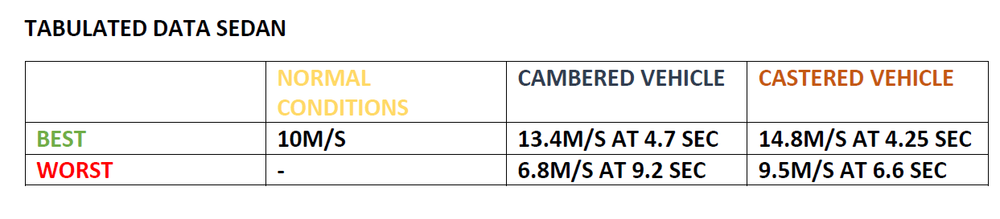 TABULATED DATA SEDAN
NORMAL CONDITIONS CAMBERED VEHICLE CASTERED VEHICLE
BEST 10M/S 13.4M/S AT 4.7 SEC 14.8M/S AT 4.25 SEC
WORST - 6.8M/S AT 9.2 SEC 9.5M/S AT 6.6 SEC